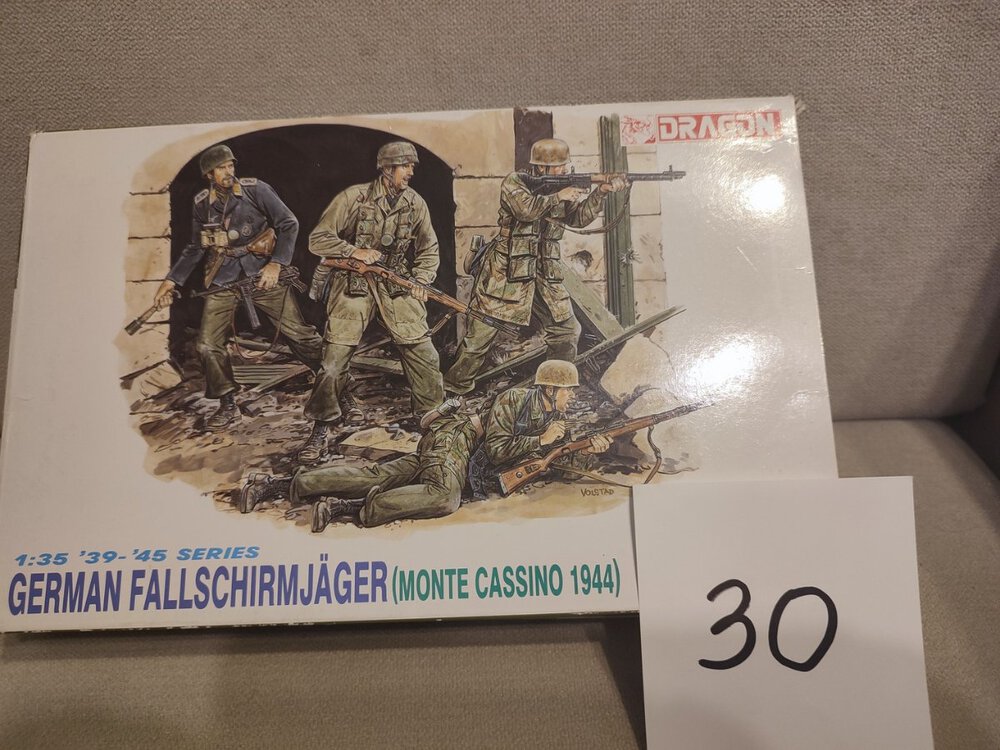 DRAGON
VOLSTAD
1:35 '39-'45 SERIES
GERMAN FALLSCHIRMJÄGER (MONTE CASSINO 1944)
30